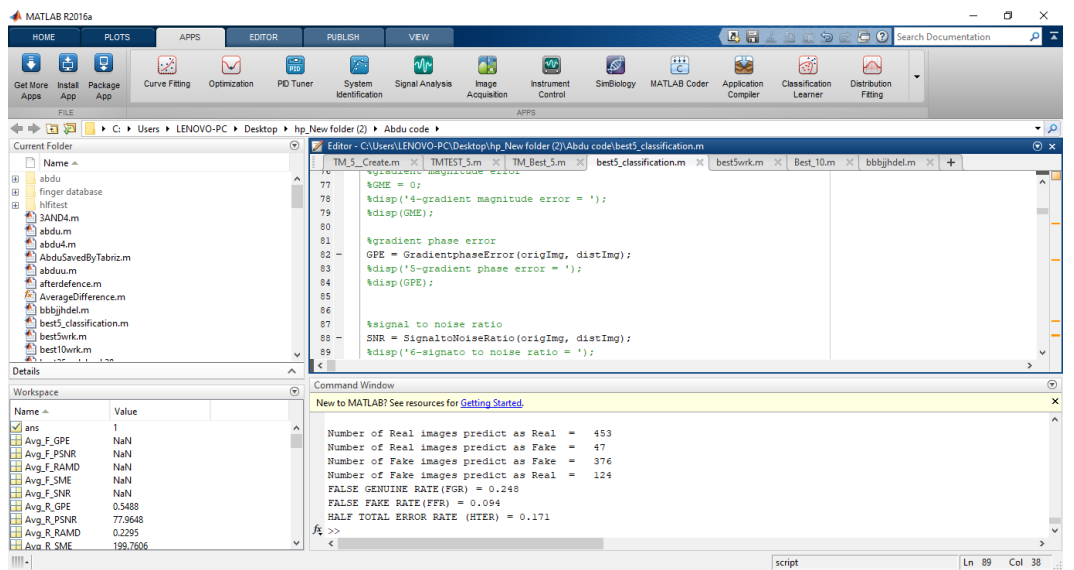 MATLAB R2016a
HOME PLOTS APPS EDITOR PUBLISH VIEW Search Documentation
Get More Apps Install App Package App Curve Fitting Optimization PID Tuner System Identification Signal Analysis Image Acquisition Instrument Control SimBiology MATLAB Coder Application Compiler Classification Learner Distribution Fitting
FILE APPS
C: Users LENOVO-PC Desktop hp_New folder (2) Abdu code
Current Folder
Name
abdu
finger database
hlfitest
3AND4.m
abdu.m
abdu4.m
AbduSavedByTabriz.m
abduu.m
afterdefence.m
AverageDifference.m
bbbjjhdel.m
best5_classification.m
best5wrk.m
best10wrk.m
Details
Workspace
Name Value
ans 1
Avg_F_GPE NaN
Avg_F_PSNR NaN
Avg_F_RAMD NaN
Avg_F_SME NaN
Avg_F_SNR NaN
Avg_R_GPE 0.5488
Avg_R_PSNR 77.9648
Avg_R_RAMD 0.2295
Avg_R_SME 199.7606
Editor - C:\Users\LENOVO-PC\Desktop\hp_New folder (2)\Abdu code\best5_classification.m
TM_5__Create.m TMTEST_5.m TM_Best_5.m best5_classification.m best5wrk.m Best_10.m bbbjjhdel.m
76 %gradient magnitude error
77 %GME = 0;
78 %disp('4-gradient magnitude error = ');
79 %disp(GME);
80
81 %gradient phase error
82 GPE = GradientphaseError(origImg, distImg);
83 %disp('5-gradient phase error = ');
84 %disp(GPE);
85
86
87 %signal to noise ratio
88 SNR = SignaltoNoiseRatio(origImg, distImg);
89 %disp('6-signato to noise ratio = ');
Command Window
New to MATLAB? See resources for Getting Started.
Number of Real images predict as Real = 453
Number of Real images predict as Fake = 47
Number of Fake images predict as Fake = 376
Number of Fake images predict as Real = 124
FALSE GENUINE RATE(FGR) = 0.248
FALSE FAKE RATE(FFR) = 0.094
HALF TOTAL ERROR RATE (HTER) = 0.171
fx >>
script Ln 89 Col 38